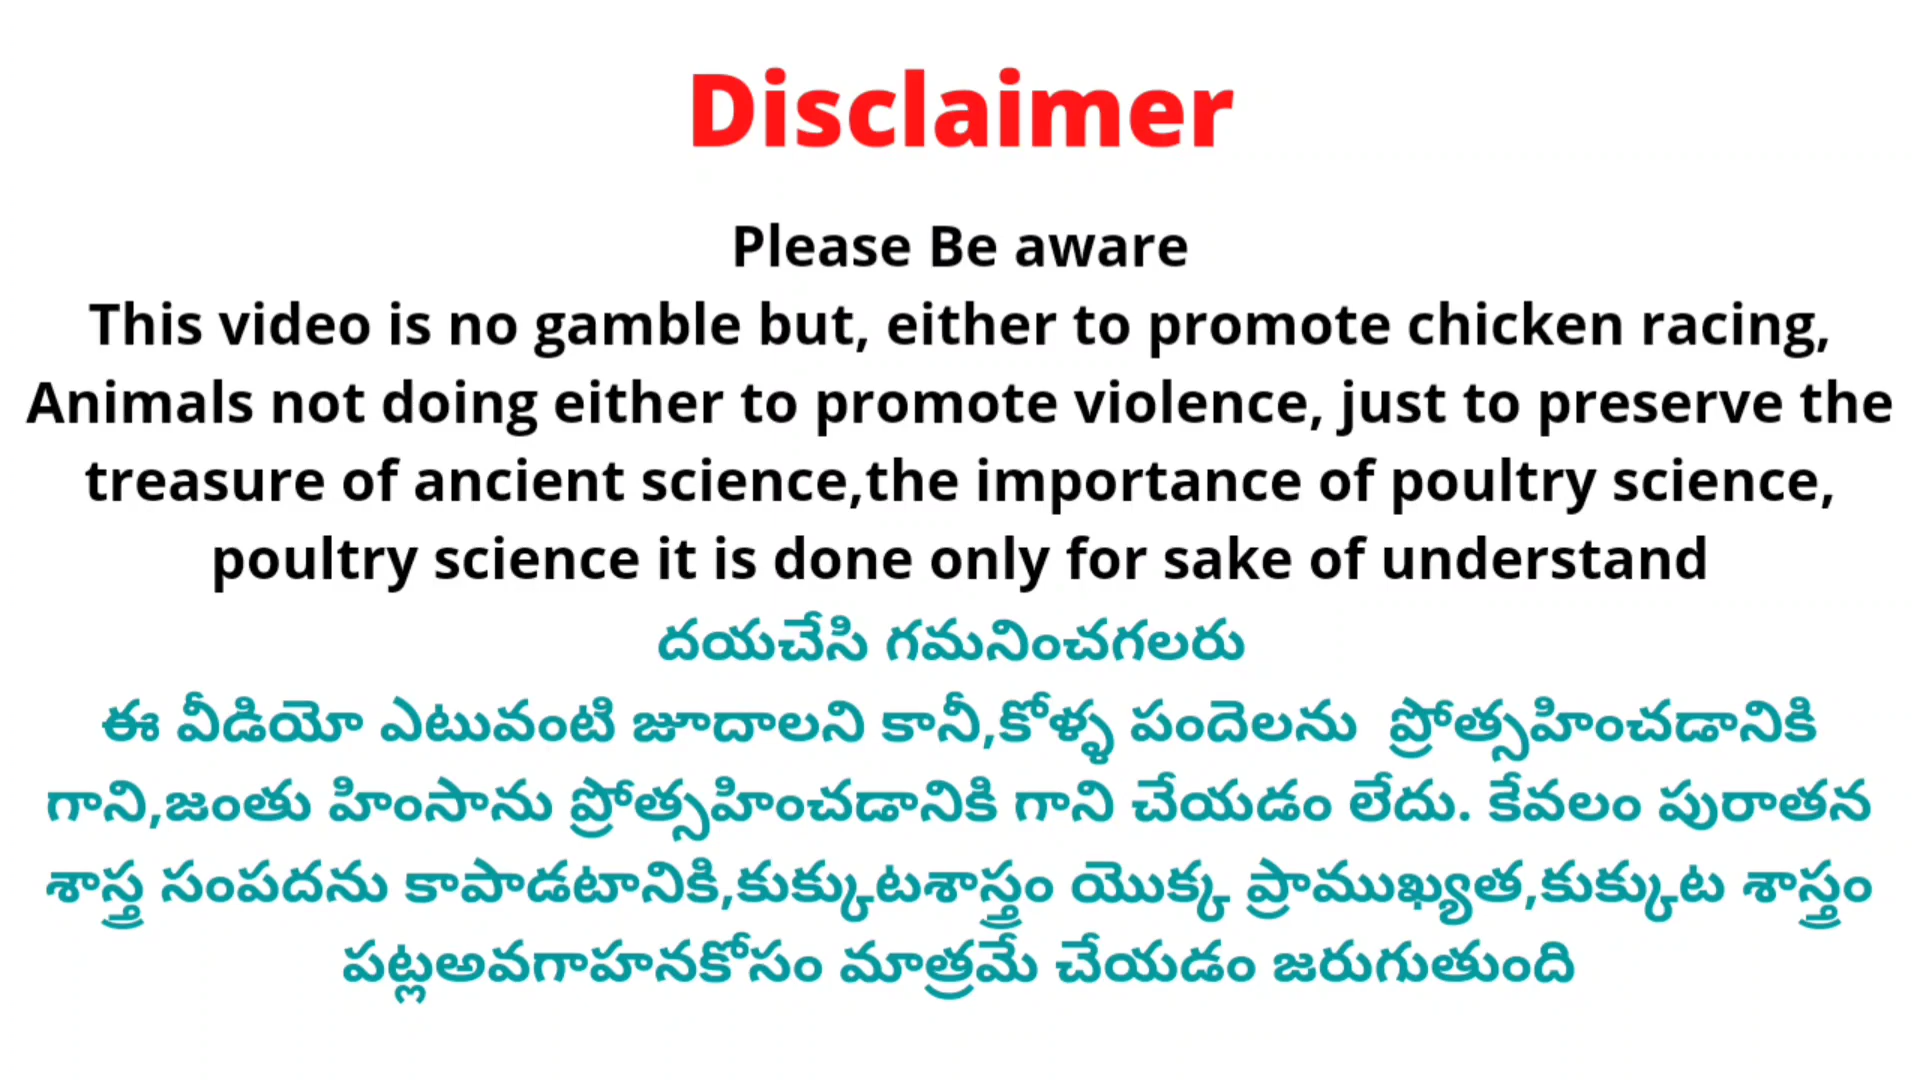 Disclaimer
Please Be aware
This video is no gamble but, either to promote chicken racing,
Animals not doing either to promote violence, just to preserve the
treasure of ancient science,the importance of poultry science,
poultry science it is done only for sake of understand
దయచేసి గమనించగలరు
ఈ వీడియో ఎటువంటి జూదాలని కానీ,కోళ్ళ పందెలను ప్రోత్సహించడానికి
గాని,జంతు హింసాను ప్రోత్సహించడానికి గాని చేయడం లేదు. కేవలం పురాతన
శాస్త్ర సంపదను కాపాడటానికి,కుక్కుటశాస్త్రం యొక్క ప్రాముఖ్యత,కుక్కుట శాస్త్రం
పట్లఅవగాహనకోసం మాత్రమే చేయడం జరుగుతుంది